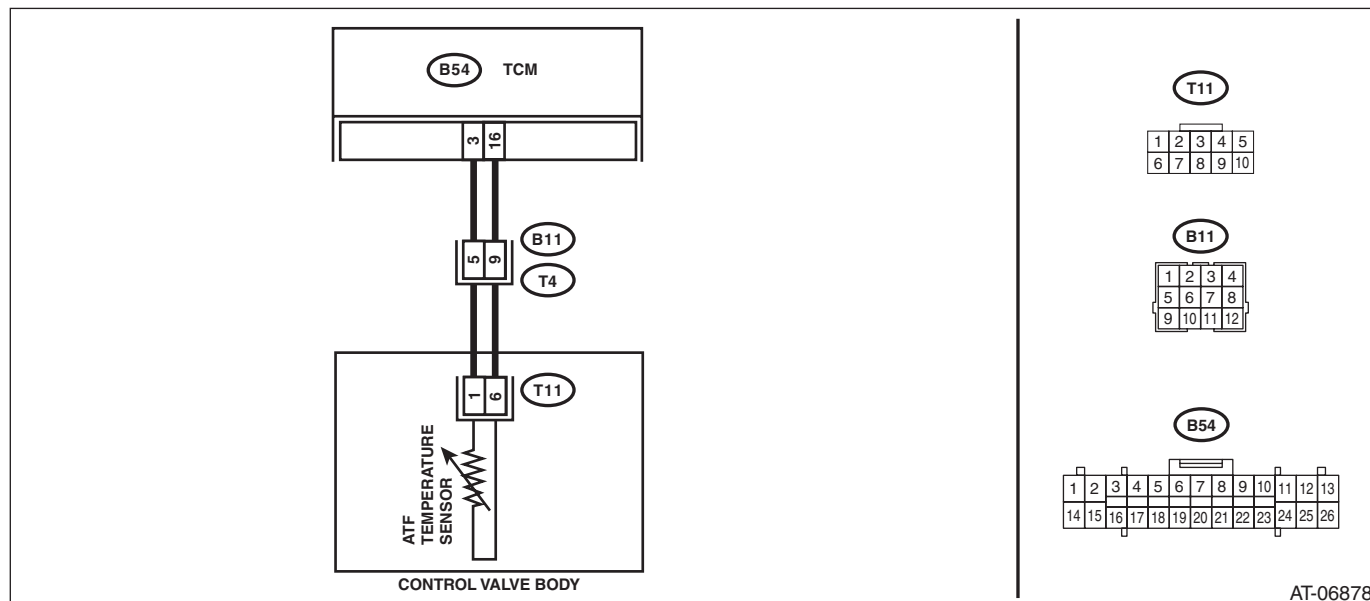 B54 TCM
3 16
B11
5 9
T4
1 6
T11
ATF
TEMPERATURE
SENSOR
CONTROL VALVE BODY
T11
1 2 3 4 5
6 7 8 9 10
B11
1 2 3 4
5 6 7 8
9 10 11 12
B54
1 2 3 4 5 6 7 8 9 10 11 12 13
14 15 16 17 18 19 20 21 22 23 24 25 26
AT-06878